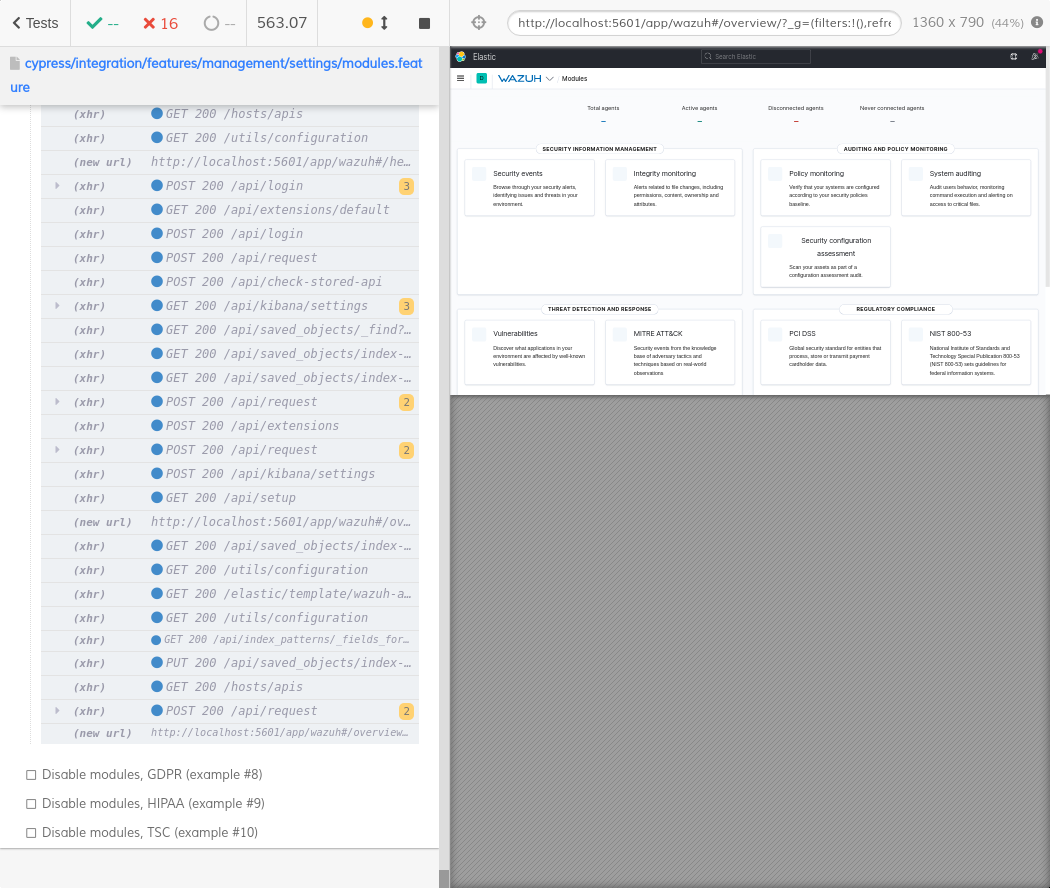 Tests
--
16
--
563.07
http://localhost:5601/app/wazuh#/overview/?_g=(filters:!(),refre
1360 x 790 (44%)
cypress/integration/features/management/settings/modules.feat
ure
(xhr) GET 200 /hosts/apis
(xhr) GET 200 /utils/configuration
(new url) http://localhost:5601/app/wazuh#/he…
(xhr) POST 200 /api/login 3
(xhr) GET 200 /api/extensions/default
(xhr) POST 200 /api/login
(xhr) POST 200 /api/request
(xhr) POST 200 /api/check-stored-api
(xhr) GET 200 /api/kibana/settings 3
(xhr) GET 200 /api/saved_objects/_find?…
(xhr) GET 200 /api/saved_objects/index-…
(xhr) GET 200 /api/saved_objects/index-…
(xhr) POST 200 /api/request 2
(xhr) POST 200 /api/extensions
(xhr) POST 200 /api/request 2
(xhr) POST 200 /api/kibana/settings
(xhr) GET 200 /api/setup
(new url) http://localhost:5601/app/wazuh#/ov…
(xhr) GET 200 /api/saved_objects/index-…
(xhr) GET 200 /utils/configuration
(xhr) GET 200 /elastic/template/wazuh-a…
(xhr) GET 200 /utils/configuration
(xhr) GET 200 /api/index_patterns/_fields_for…
(xhr) PUT 200 /api/saved_objects/index-…
(xhr) GET 200 /hosts/apis
(xhr) POST 200 /api/request 2
(new url) http://localhost:5601/app/wazuh#/overview…
Disable modules, GDPR (example #8)
Disable modules, HIPAA (example #9)
Disable modules, TSC (example #10)
Elastic
Search Elastic
D
WAZUH
Modules
Total agents
–
Active agents
–
Disconnected agents
–
Never connected agents
–
SECURITY INFORMATION MANAGEMENT
Security events
Browse through your security alerts,
identifying issues and threats in your
environment.
Integrity monitoring
Alerts related to file changes, including
permissions, content, ownership and
attributes.
AUDITING AND POLICY MONITORING
Policy monitoring
Verify that your systems are configured
according to your security policies
baseline.
System auditing
Audit users behavior, monitoring
command execution and alerting on
access to critical files.
Security configuration
assessment
Scan your assets as part of a
configuration assessment audit.
THREAT DETECTION AND RESPONSE
Vulnerabilities
Discover what applications in your
environment are affected by well-known
vulnerabilities.
MITRE ATT&CK
Security events from the knowledge
base of adversary tactics and
techniques based on real-world
observations
REGULATORY COMPLIANCE
PCI DSS
Global security standard for entities that
process, store or transmit payment
cardholder data.
NIST 800-53
National Institute of Standards and
Technology Special Publication 800-53
(NIST 800-53) sets guidelines for
federal information systems.